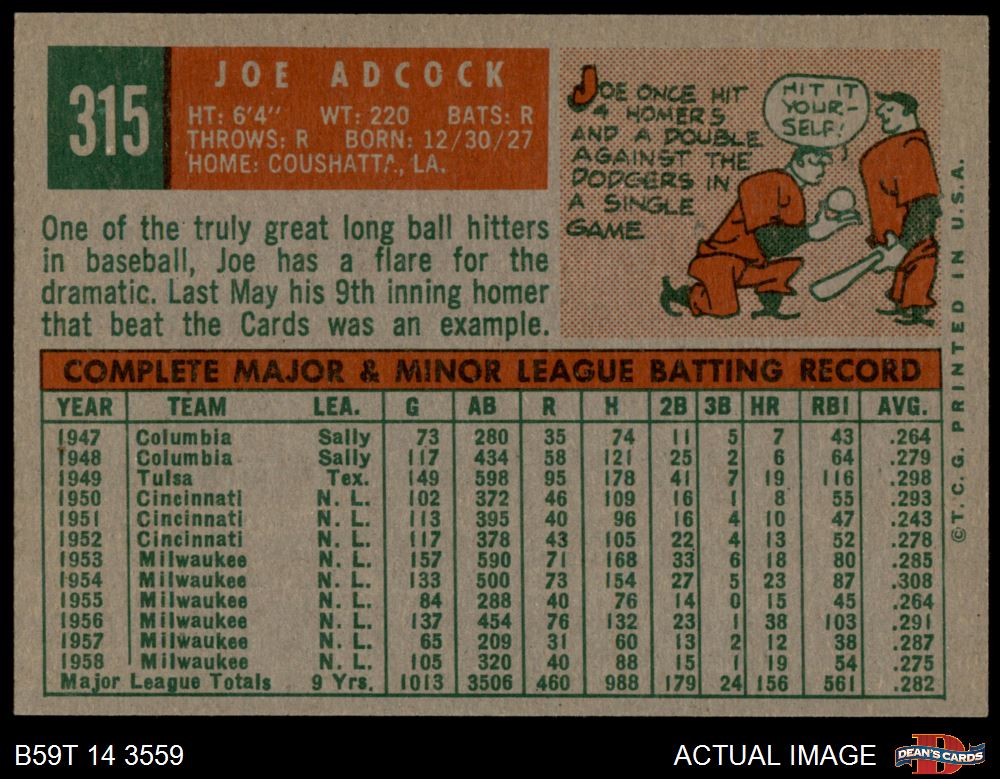 315
JOE ADCOCK
HT: 6'4" WT: 220 BATS: R
THROWS: R BORN: 12/30/27
HOME: COUSHATTA, LA.
JOE ONCE HIT
4 HOMERS
AND A DOUBLE
AGAINST THE
DODGERS IN
A SINGLE
GAME
HIT IT
YOUR-
SELF!
One of the truly great long ball hitters
in baseball, Joe has a flare for the
dramatic. Last May his 9th inning homer
that beat the Cards was an example.
COMPLETE MAJOR & MINOR LEAGUE BATTING RECORD
YEAR TEAM LEA. G AB R H 2B 3B HR RBI AVG.
1947 Columbia Sally 73 280 35 74 11 5 7 43 .264
1948 Columbia Sally 117 434 58 121 25 2 6 64 .279
1949 Tulsa Tex. 149 598 95 178 41 7 19 116 .298
1950 Cincinnati N. L. 102 372 46 109 16 1 8 55 .293
1951 Cincinnati N. L. 113 395 40 96 16 4 10 47 .243
1952 Cincinnati N. L. 117 378 43 105 22 4 13 52 .278
1953 Milwaukee N. L. 157 590 71 168 33 6 18 80 .285
1954 Milwaukee N. L. 133 500 73 154 27 5 23 87 .308
1955 Milwaukee N. L. 84 288 40 76 14 0 15 45 .264
1956 Milwaukee N. L. 137 454 76 132 23 1 38 103 .291
1957 Milwaukee N. L. 65 209 31 60 13 2 12 38 .287
1958 Milwaukee N. L. 105 320 40 88 15 1 19 54 .275
Major League Totals 9 Yrs. 1013 3506 460 988 179 24 156 561 .282
©T. C. G. PRINTED IN U.S.A.
B59T 14 3559
ACTUAL IMAGE
D
DEAN'S CARDS